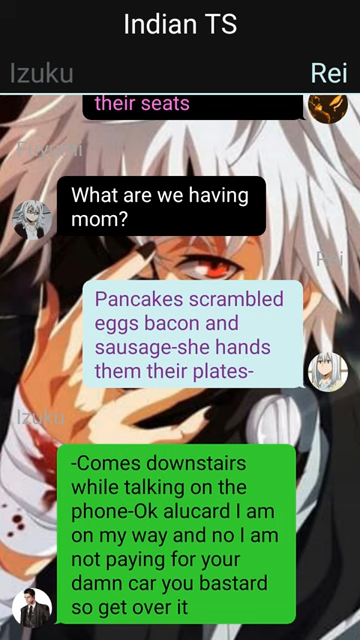 Indian TS
Izuku
Rei
their seats
Fuyumi
What are we having
mom?
Rei
Pancakes scrambled
eggs bacon and
sausage-she hands
them their plates-
Izuku
-Comes downstairs
while talking on the
phone-Ok alucard I am
on my way and no I am
not paying for your
damn car you bastard
so get over it